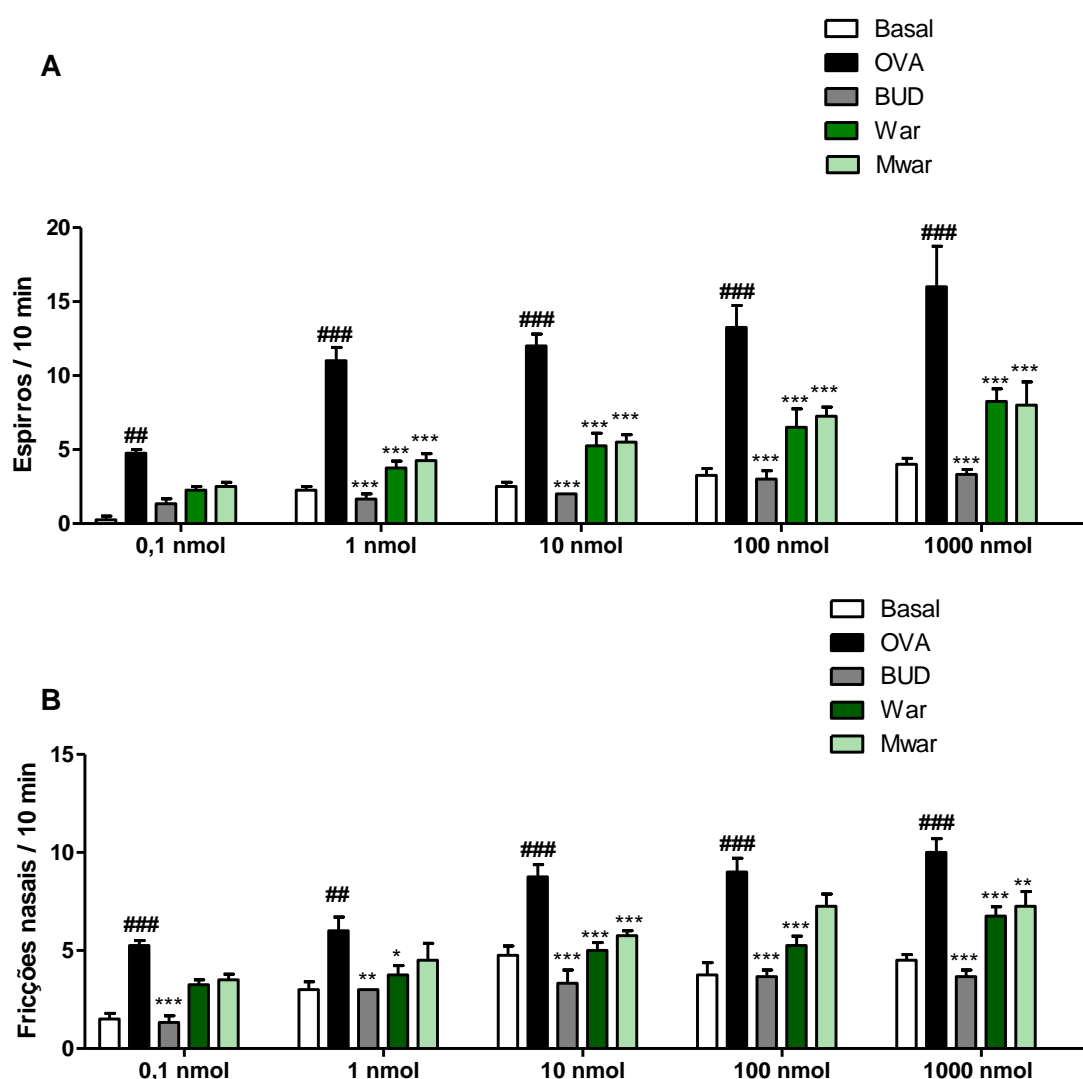 Basal
OVA
BUD
War
Mwar
A
Espirros / 10 min
20
15
10
5
0
##
###
***
***
***
###
***
***
***
###
***
***
***
###
***
***
***
0,1 nmol
1 nmol
10 nmol
100 nmol
1000 nmol
Basal
OVA
BUD
War
Mwar
B
Fricções nasais / 10 min
15
10
5
0
###
***
##
**
*
###
***
***
***
###
***
***
###
***
***
**
0,1 nmol
1 nmol
10 nmol
100 nmol
1000 nmol